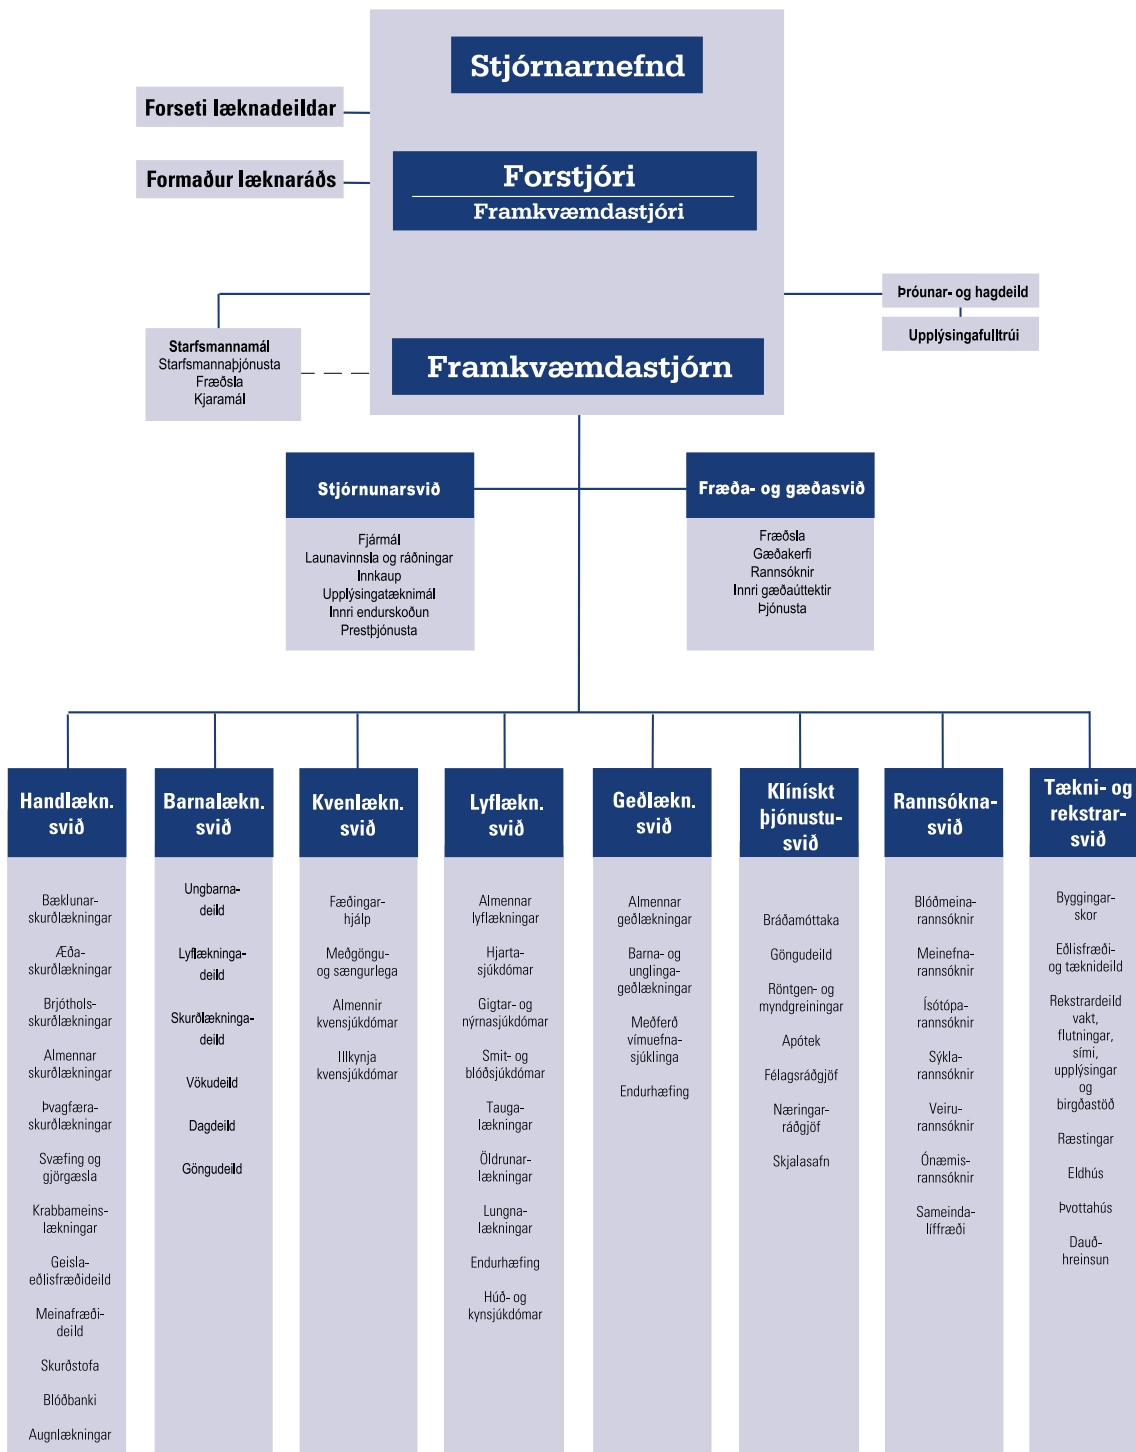 Stjórnarnefnd
Forseti læknadeildar
Formaður læknaráðs
Forstjóri
Framkvæmdastjóri
Þróunar- og hagdeild
Upplýsingafulltrúi
Starfsmannamál
Starfsmannaþjónusta
Fræðsla
Kjaramál
Framkvæmdastjórn
Stjórnunarsvið
Fjármál
Launavinnsla og ráðningar
Innkaup
Upplýsingatæknimál
Innri endurskoðun
Prestþjónusta
Fræða- og gæðasvið
Fræðsla
Gæðakerfi
Rannsóknir
Innri gæðaúttektir
Þjónusta
Handlækn.
svið
Bæklunar-
skurðlækningar
Æða-
skurðlækningar
Brjóthols-
skurðlækningar
Almennar
skurðlækningar
Þvagfæra-
skurðlækningar
Svæfing og
gjörgæsla
Krabbameins-
lækningar
Geisla-
eðlisfræðideild
Meinafræði-
deild
Skurðstofa
Blóðbanki
Augnlækningar
Barnalækn.
svið
Ungbarna-
deild
Lyflækninga-
deild
Skurðlækninga-
deild
Vökudeild
Dagdeild
Göngudeild
Kvenlækn.
svið
Fæðingar-
hjálp
Meðgöngu-
og sængurlega
Almennir
kvensjúkdómar
Illkynja
kvensjúkdómar
Lyflækn.
svið
Almennar
lyflækningar
Hjarta-
sjúkdómar
Gigtar- og
nýrnasjúkdómar
Smit- og
blóðsjúkdómar
Tauga-
lækningar
Öldrunar-
lækningar
Lungna-
lækningar
Endurhæfing
Húð- og
kynsjúkdómar
Geðlækn.
svið
Almennar
geðlækningar
Barna- og
unglinga-
geðlækningar
Meðferð
vímuefna-
sjúklinga
Endurhæfing
Klínískt
þjónustu-
svið
Bráðamóttaka
Göngudeild
Röntgen- og
myndgreiningar
Apótek
Félagsráðgjöf
Næringar-
ráðgjöf
Skjalasafn
Rannsókna-
svið
Blóðmeina-
rannsóknir
Meinefna-
rannsóknir
Ísótópa-
rannsóknir
Sýkla-
rannsóknir
Veiru-
rannsóknir
Ónæmis-
rannsóknir
Sameinda-
líffræði
Tækni- og
rekstrar-
svið
Byggingar-
skor
Eðlisfræði-
og tæknideild
Rekstrardeild
vakt,
flutningar,
sími,
upplýsingar
og
birgðastöð
Ræstingar
Eldhús
Þvottahús
Dauð-
hreinsun